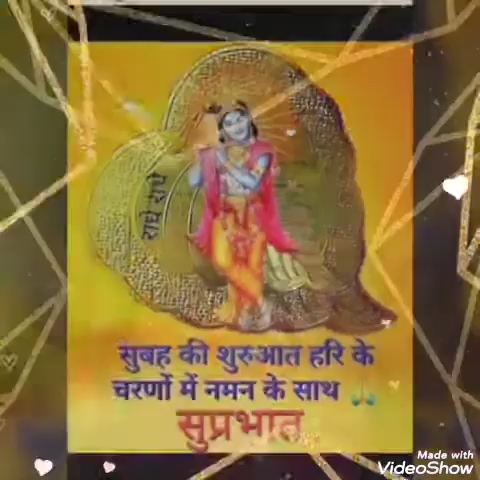 राधे राधे
सुबह की शुरुआत हरि के
चरणों में नमन के साथ 🙏
सुप्रभात
Made with
VideoShow